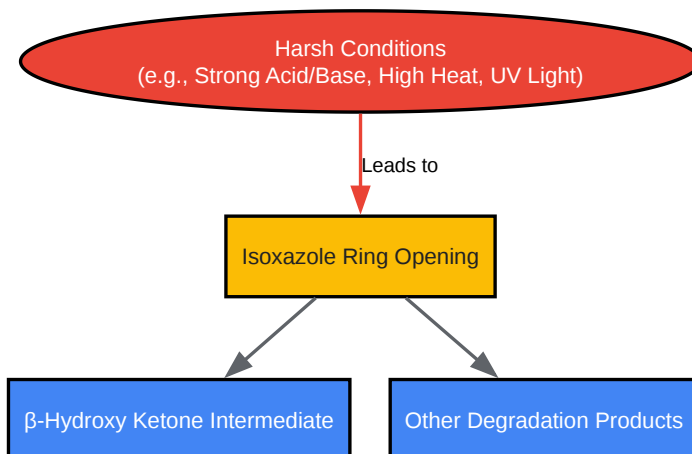 Harsh Conditions
(e.g., Strong Acid/Base, High Heat, UV Light)
Leads to
Isoxazole Ring Opening
β-Hydroxy Ketone Intermediate
Other Degradation Products